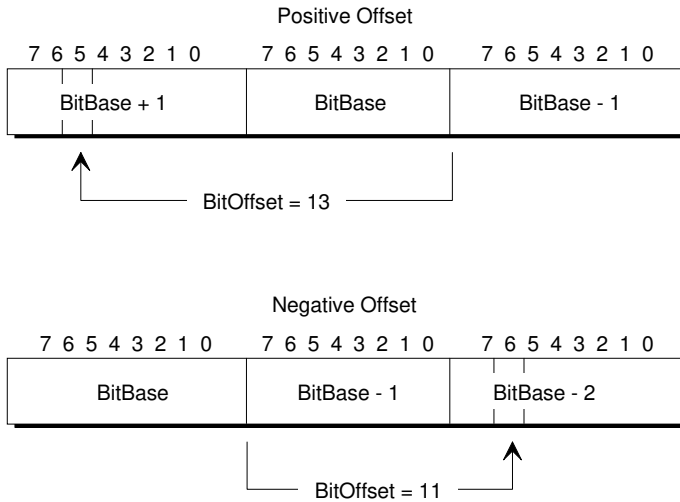 Positive Offset
7 6 5 4 3 2 1 0 7 6 5 4 3 2 1 0 7 6 5 4 3 2 1 0
BitBase + 1 BitBase BitBase - 1
BitOffset = 13
Negative Offset
7 6 5 4 3 2 1 0 7 6 5 4 3 2 1 0 7 6 5 4 3 2 1 0
BitBase BitBase - 1 BitBase - 2
BitOffset = 11